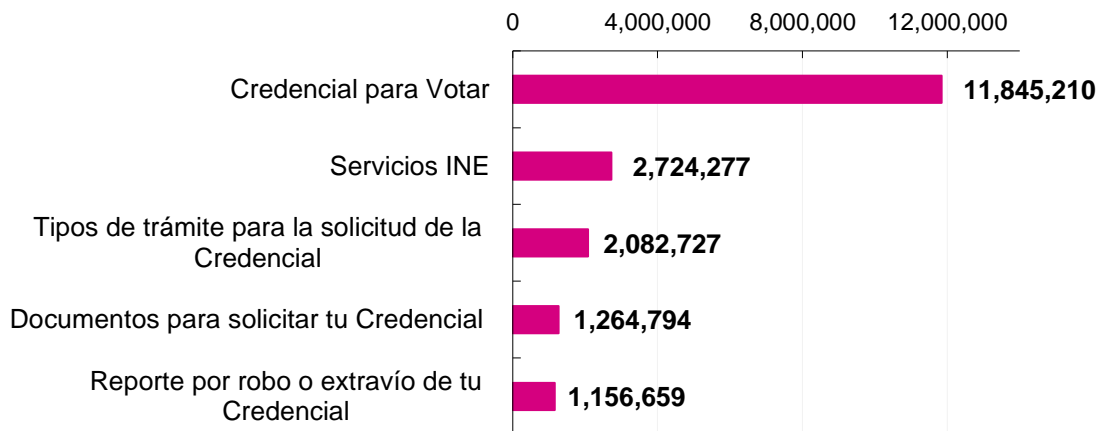 0 4,000,000 8,000,000 12,000,000
Credencial para Votar 11,845,210
Servicios INE 2,724,277
Tipos de trámite para la solicitud de la
Credencial 2,082,727
Documentos para solicitar tu Credencial 1,264,794
Reporte por robo o extravío de tu
Credencial 1,156,659